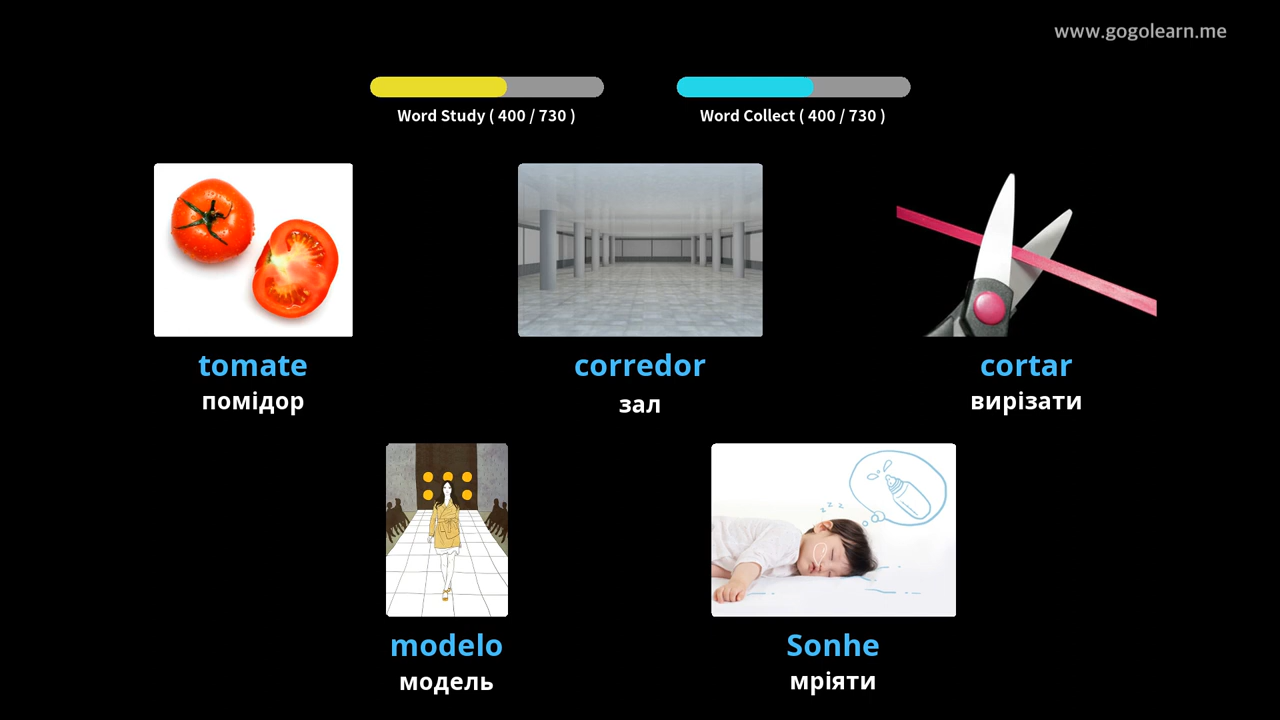 www.gogolearn.me
Word Study ( 400 / 730 )
Word Collect ( 400 / 730 )
tomate
помідор
corredor
зал
cortar
вирізати
modelo
модель
Sonhe
мріяти